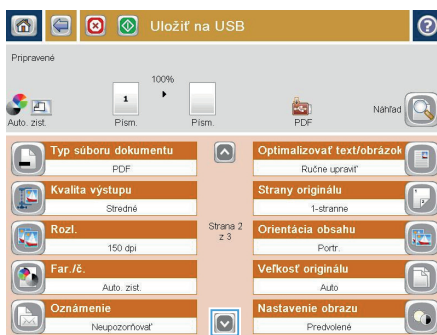 Uložiť na USB
Pripravené
100%
1
Auto. zist.
Písm.
Písm.
PDF
Náhľad
Typ súboru dokumentu
PDF
Kvalita výstupu
Stredné
Rozl.
150 dpi
Far./č.
Auto. zist.
Oznámenie
Neupozorňovať
Strana 2
z 3
Optimalizovať text/obrázok
Ručne upraviť
Strany originálu
1-stranne
Orientácia obsahu
Portr.
Veľkosť originálu
Auto
Nastavenie obrazu
Predvolené